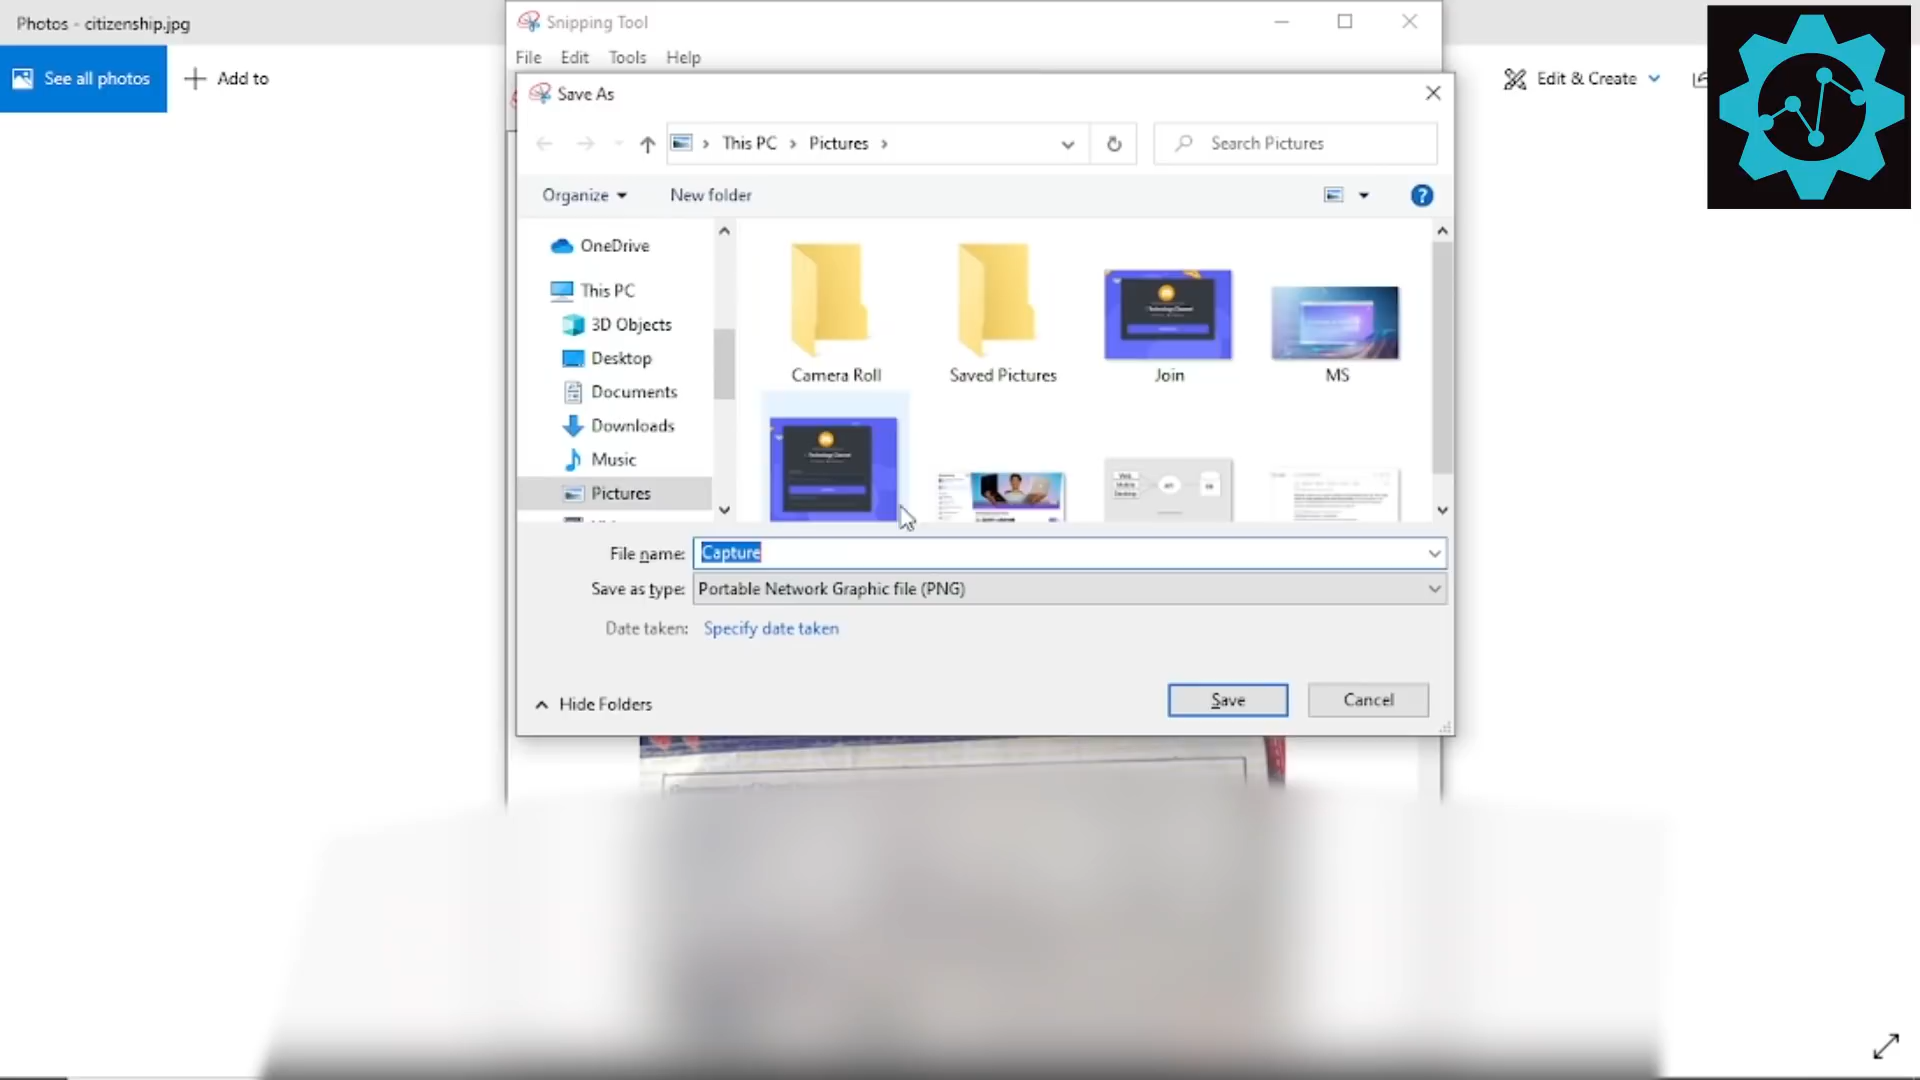 Photos - citizenship.jpg
See all photos
Add to
Edit & Create
Snipping Tool
File Edit Tools Help
Save As
This PC > Pictures >
Search Pictures
Organize
New folder
?
OneDrive
This PC
3D Objects
Desktop
Documents
Downloads
Music
Pictures
Camera Roll
Saved Pictures
Join
MS
File name: Capture
Save as type: Portable Network Graphic file (PNG)
Date taken: Specify date taken
Hide Folders
Save
Cancel